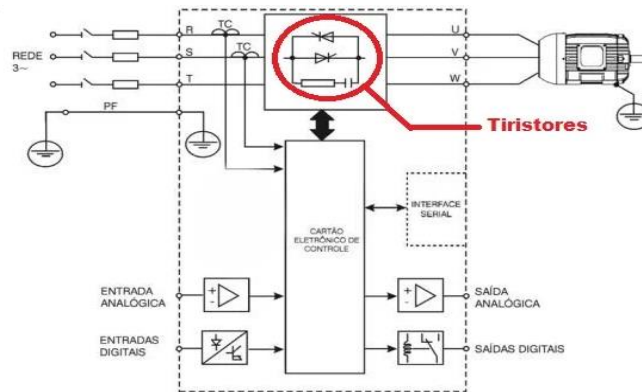 R
TC
U
REDE
3~
S
TC
V
T
W
PF
Tiristores
CARTÃO
ELETRÔNICO DE
CONTROLE
INTERFACE
SERIAL
ENTRADA
ANALÓGICA
+
-
+
-
SAÍDA
ANALÓGICA
ENTRADAS
DIGITAIS
SAÍDAS DIGITAIS